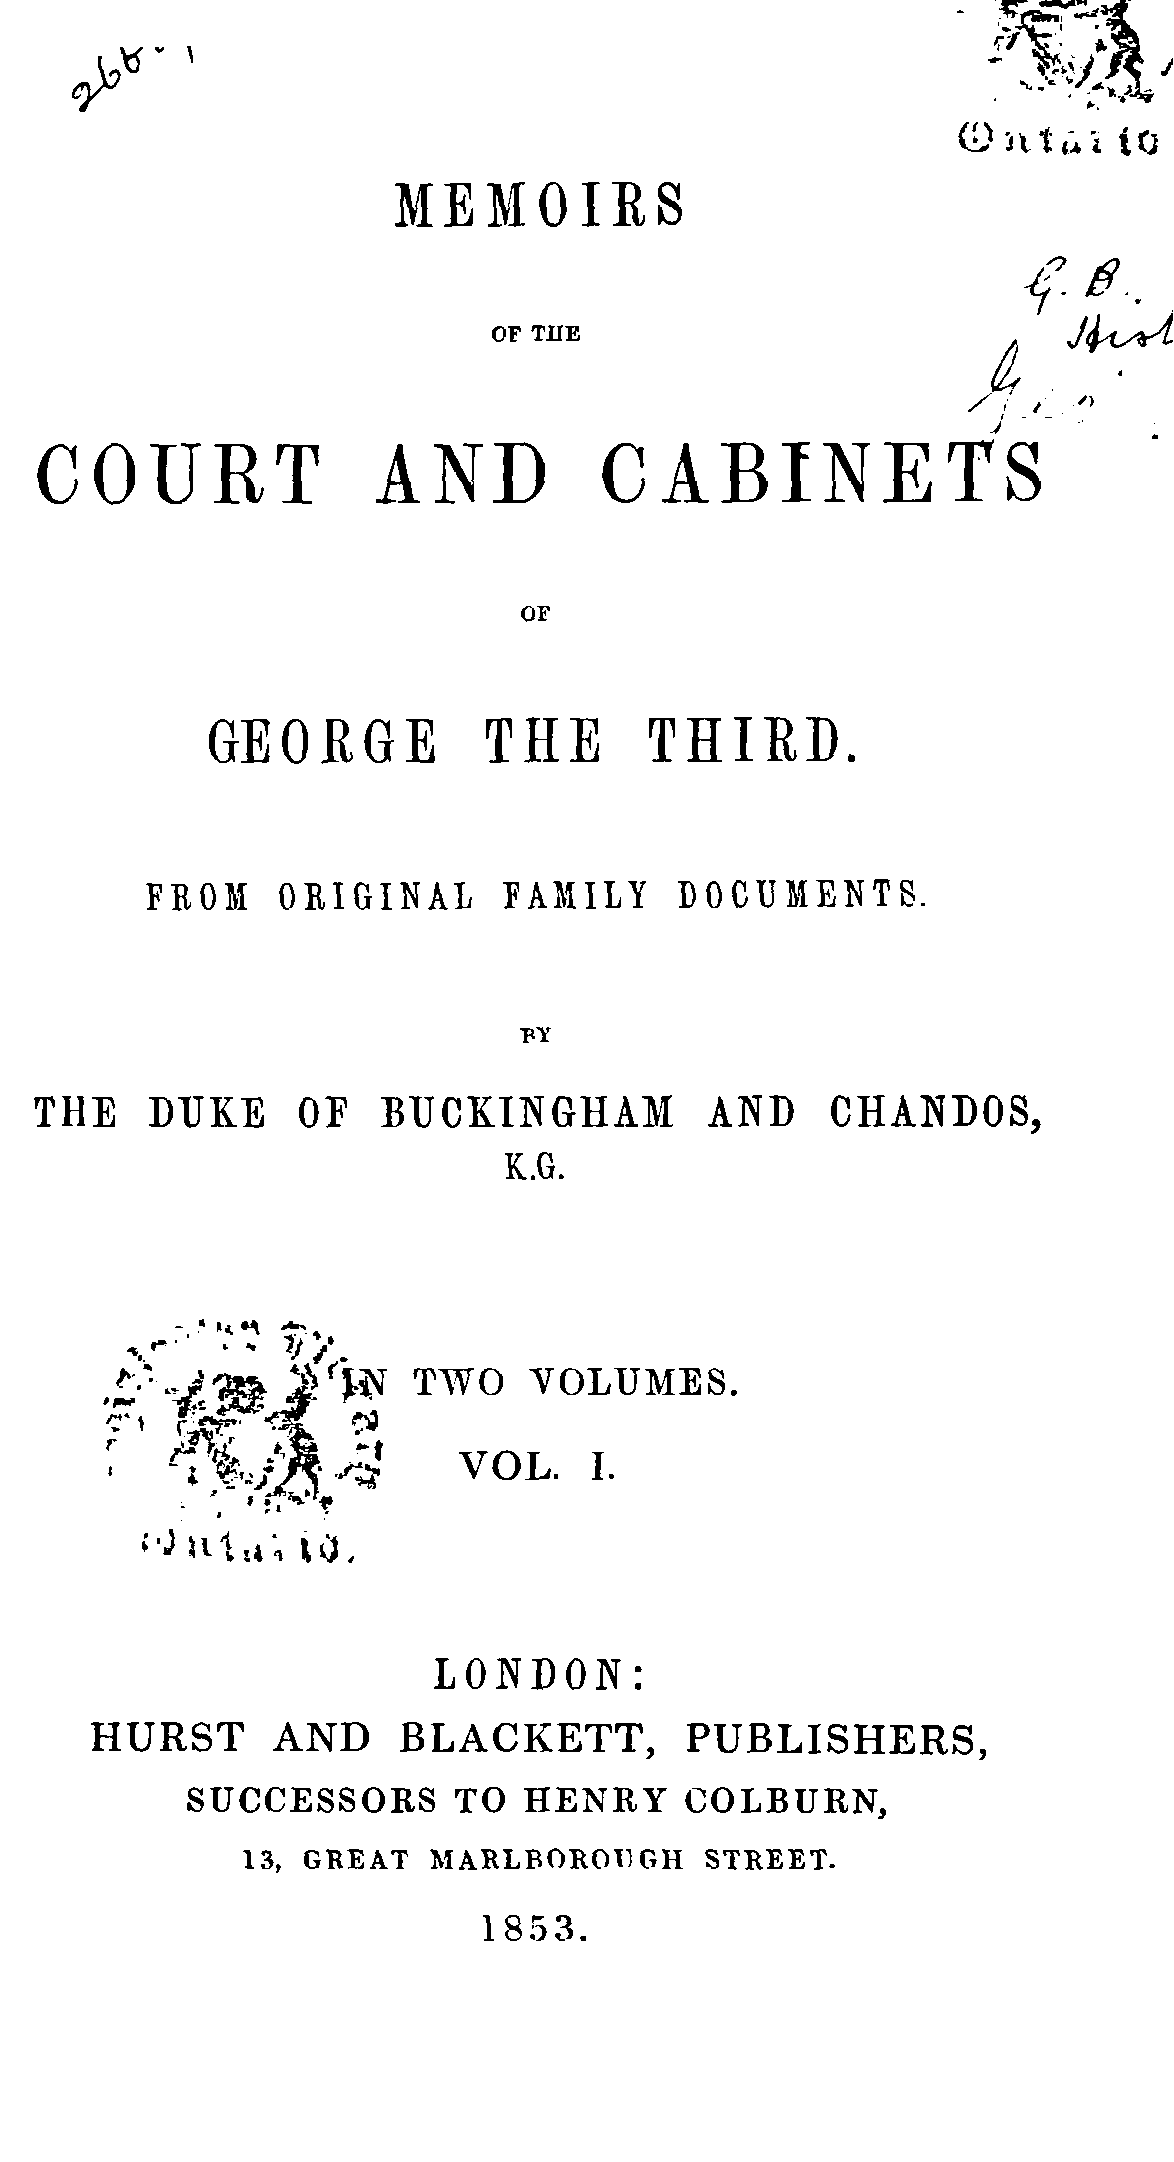 Ontario
MEMOIRS
G. B.
Hist
OF THE
Geo
COURT AND CABINETS
OF
GEORGE THE THIRD.
FROM ORIGINAL FAMILY DOCUMENTS.
BY
THE DUKE OF BUCKINGHAM AND CHANDOS,
K.G.
IN TWO VOLUMES.
VOL. I.
Ontario.
LONDON:
HURST AND BLACKETT, PUBLISHERS,
SUCCESSORS TO HENRY COLBURN,
13, GREAT MARLBOROUGH STREET.
1853.